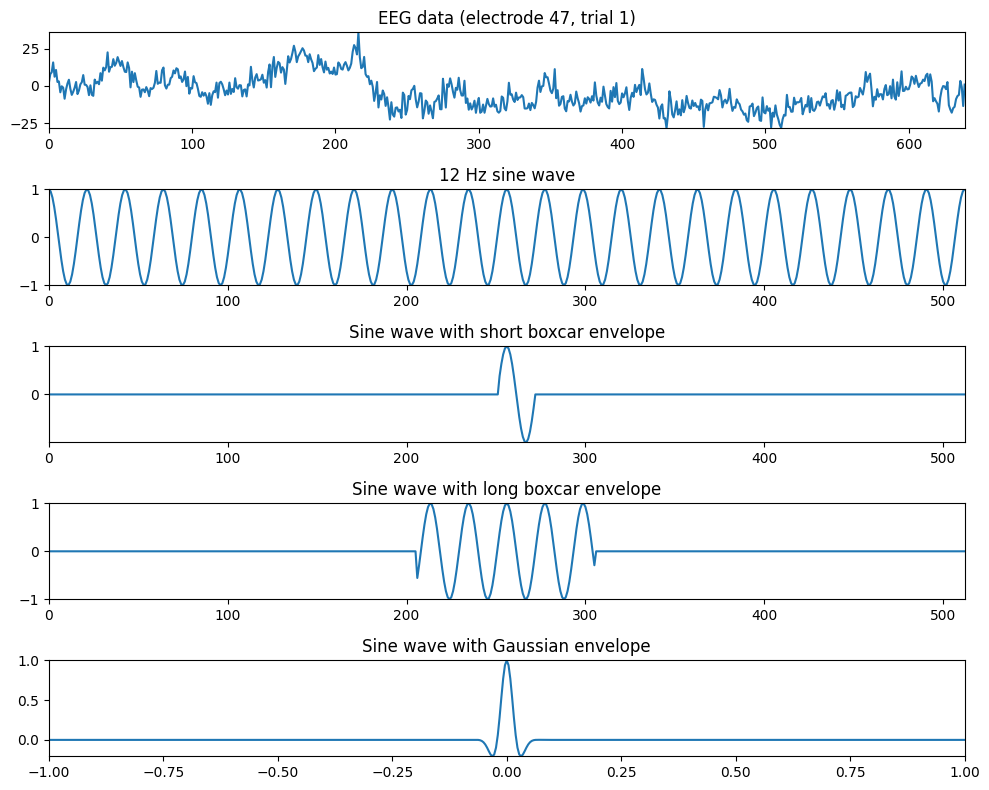 EEG data (electrode 47, trial 1)
25
0
−25
0 100 200 300 400 500 600
12 Hz sine wave
1
0
−1
0 100 200 300 400 500
Sine wave with short boxcar envelope
1
0
0 100 200 300 400 500
Sine wave with long boxcar envelope
1
0
−1
0 100 200 300 400 500
Sine wave with Gaussian envelope
1.0
0.5
0.0
−1.00 −0.75 −0.50 −0.25 0.00 0.25 0.50 0.75 1.00